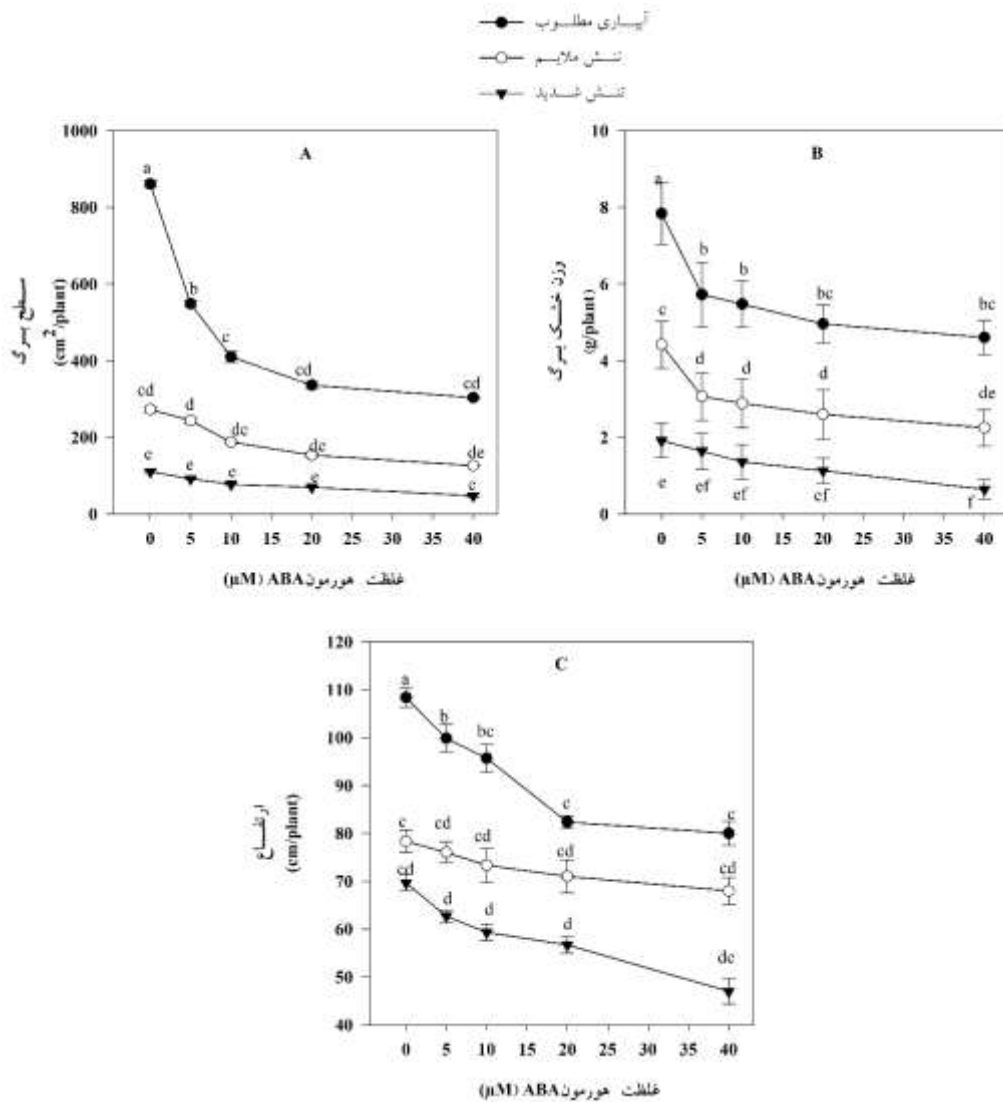 آبیاری مطلوب
تنش ملایم
تنش شدید
A
1000
800
600
400
200
0
سطح برگ
(cm²/plant)
a
b
c
cd
cd
cd
d
dc
dc
de
e
e
e
e
e
0 5 10 15 20 25 30 35 40
غلظت هورمون ABA (µM)
B
10
8
6
4
2
0
وزن خشک برگ
(g/plant)
a
b
b
bc
bc
c
d
d
d
de
e
ef
ef
ef
f
0 5 10 15 20 25 30 35 40
غلظت هورمون ABA (µM)
C
120
110
100
90
80
70
60
50
40
ارتفاع
(cm/plant)
a
b
bc
c
c
c
cd
cd
cd
cd
cd
d
d
d
de
0 5 10 15 20 25 30 35 40
غلظت هورمون ABA (µM)